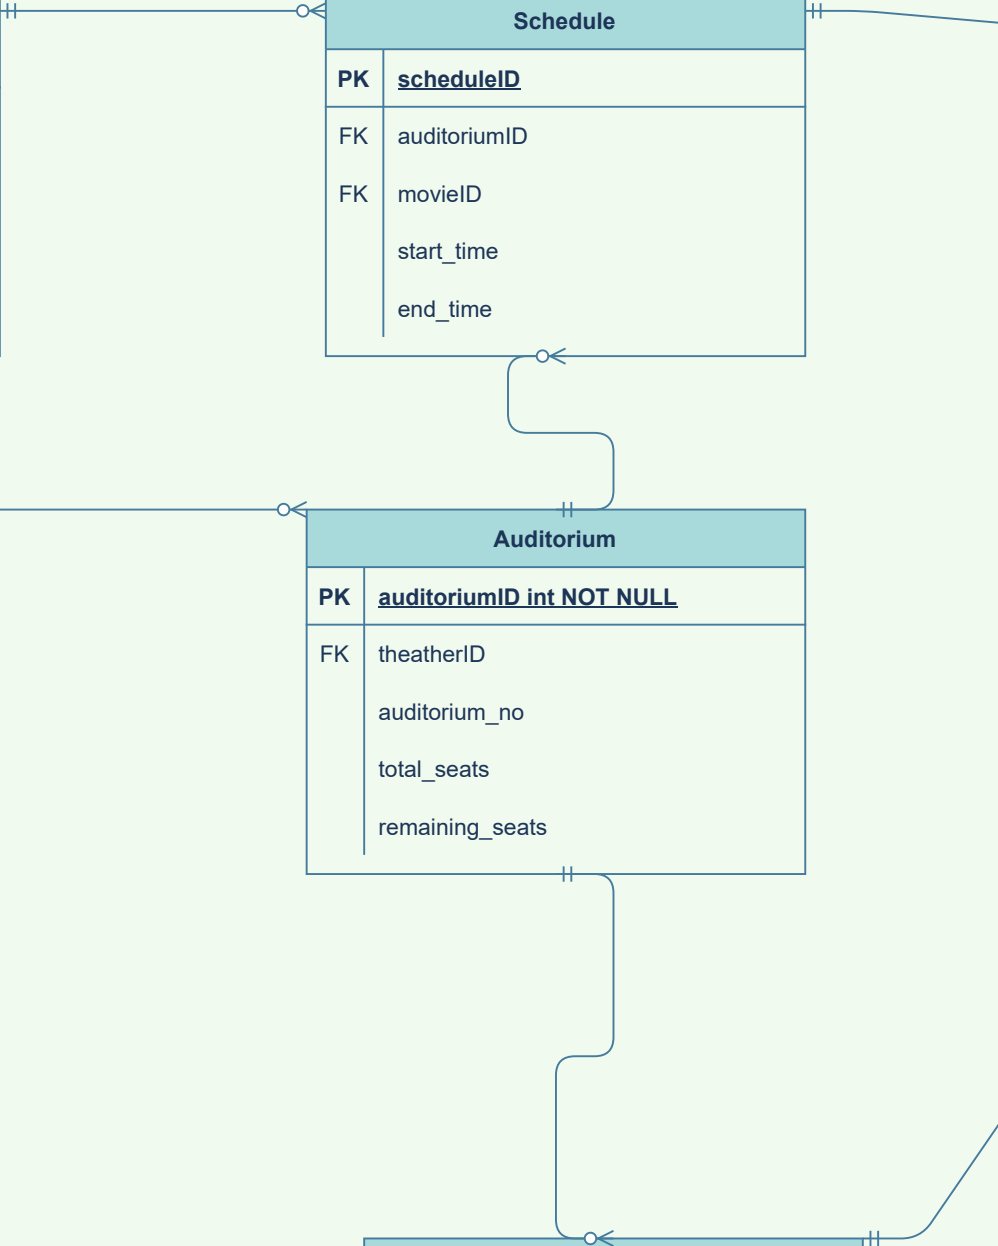 Schedule
PK scheduleID
FK auditoriumID
FK movieID
start_time
end_time
Auditorium
PK auditoriumID int NOT NULL
FK theatherID
auditorium_no
total_seats
remaining_seats